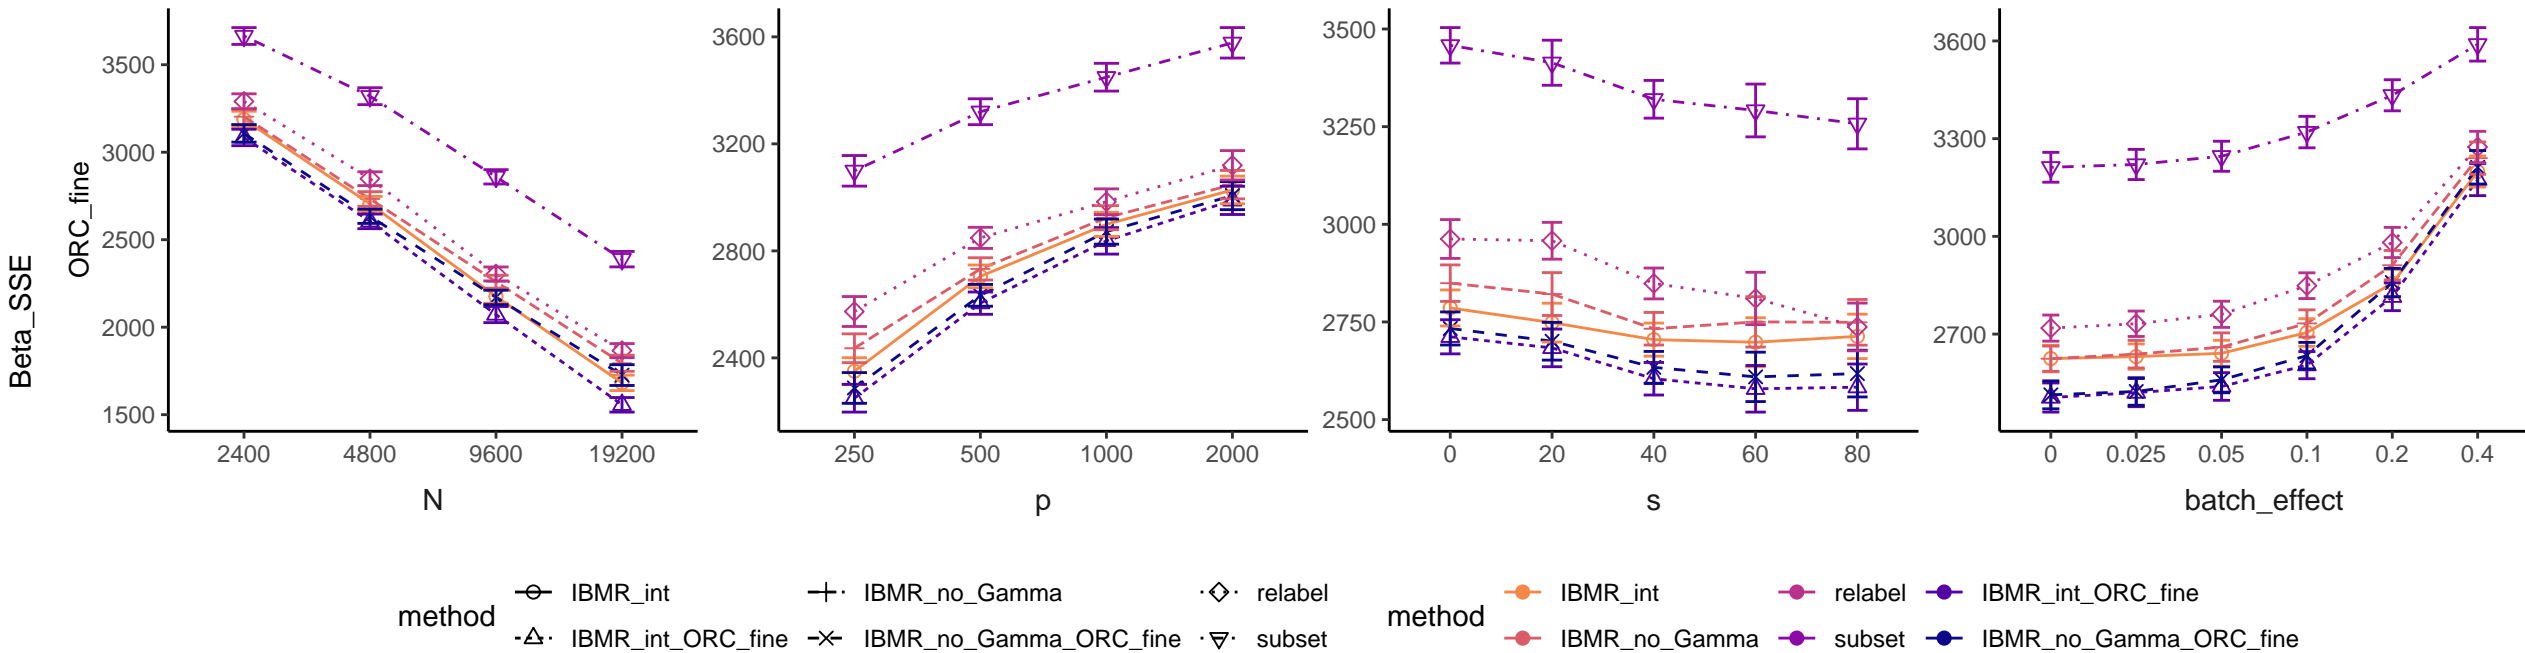 Beta_SSE
ORC_fine
3500
3000
2500
2000
1500
2400 4800 9600 19200
N
3600
3200
2800
2400
250 500 1000 2000
p
3500
3250
3000
2750
2500
0 20 40 60 80
s
3600
3300
3000
2700
0 0.025 0.05 0.1 0.2 0.4
batch_effect
method
IBMR_int IBMR_no_Gamma relabel
IBMR_int_ORC_fine IBMR_no_Gamma_ORC_fine subset
method
IBMR_int relabel IBMR_int_ORC_fine
IBMR_no_Gamma subset IBMR_no_Gamma_ORC_fine